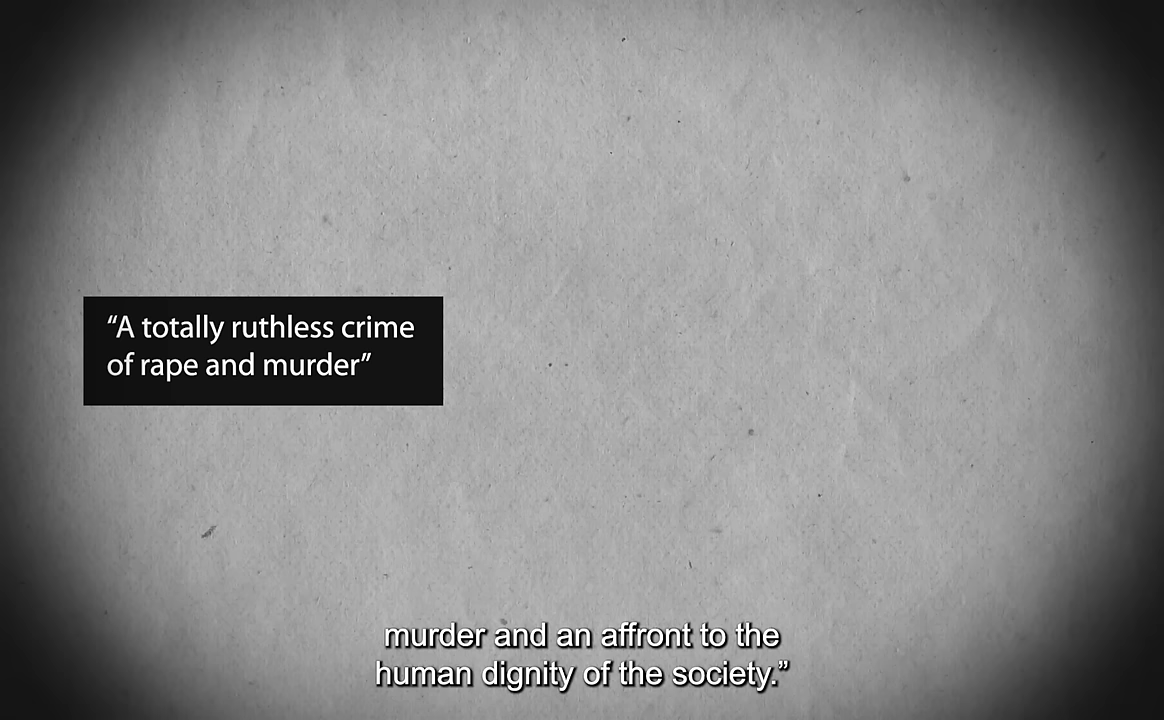 “A totally ruthless crime
of rape and murder”
murder and an affront to the
human dignity of the society.”